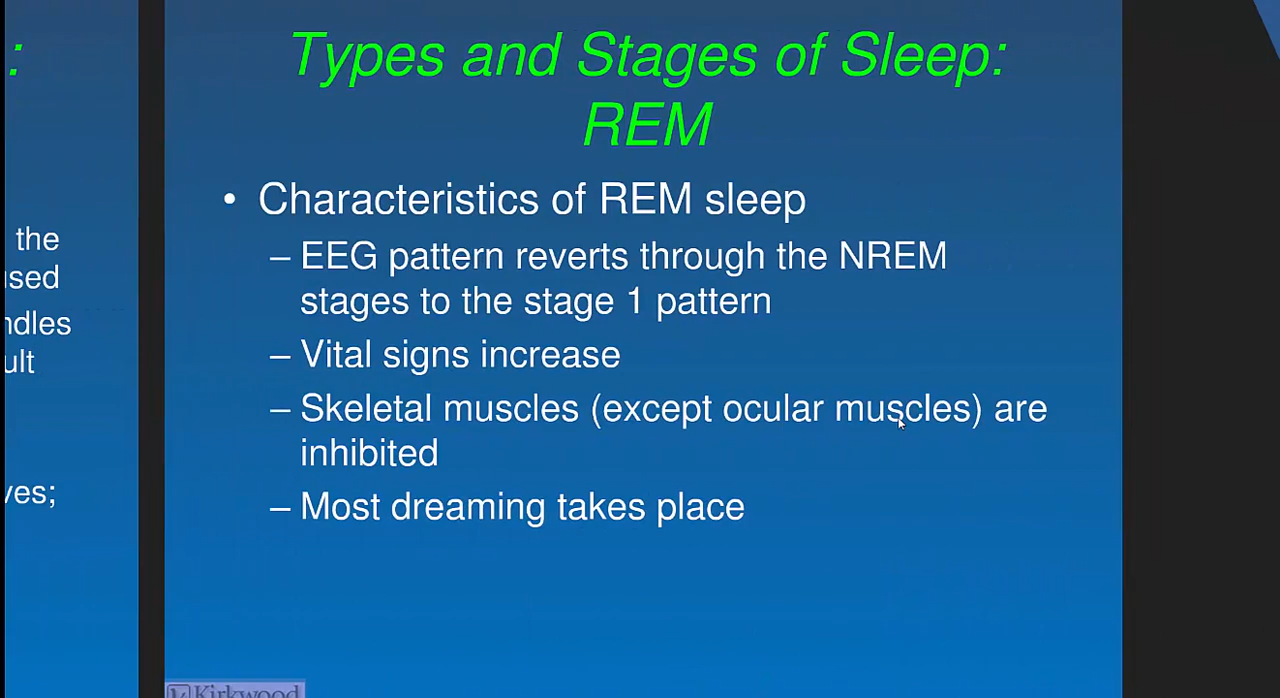 :
the
ndles
ult
ves;
Types and Stages of Sleep:
REM
• Characteristics of REM sleep
– EEG pattern reverts through the NREM
stages to the stage 1 pattern
– Vital signs increase
– Skeletal muscles (except ocular muscles) are
inhibited
– Most dreaming takes place
Kirkwood